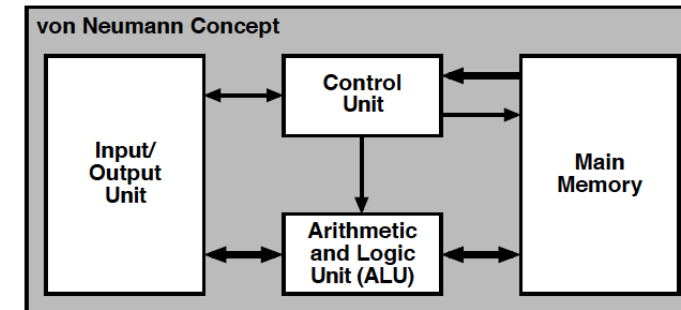 von Neumann Concept
Input/
Output
Unit
Control
Unit
Arithmetic
and Logic
Unit (ALU)
Main
Memory